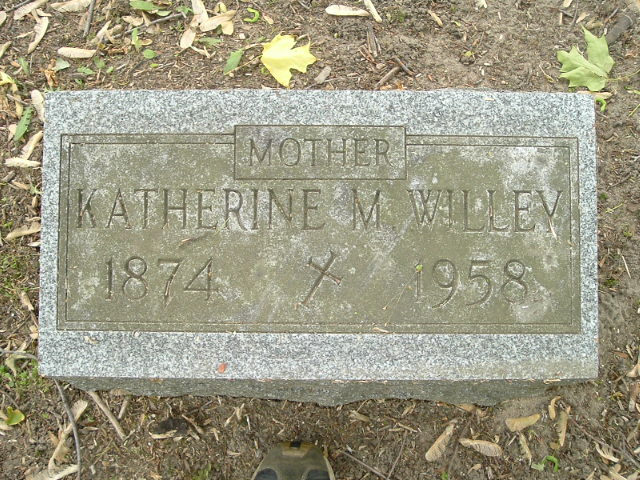 MOTHER
KATHERINE M. WILLEY
1874 1958